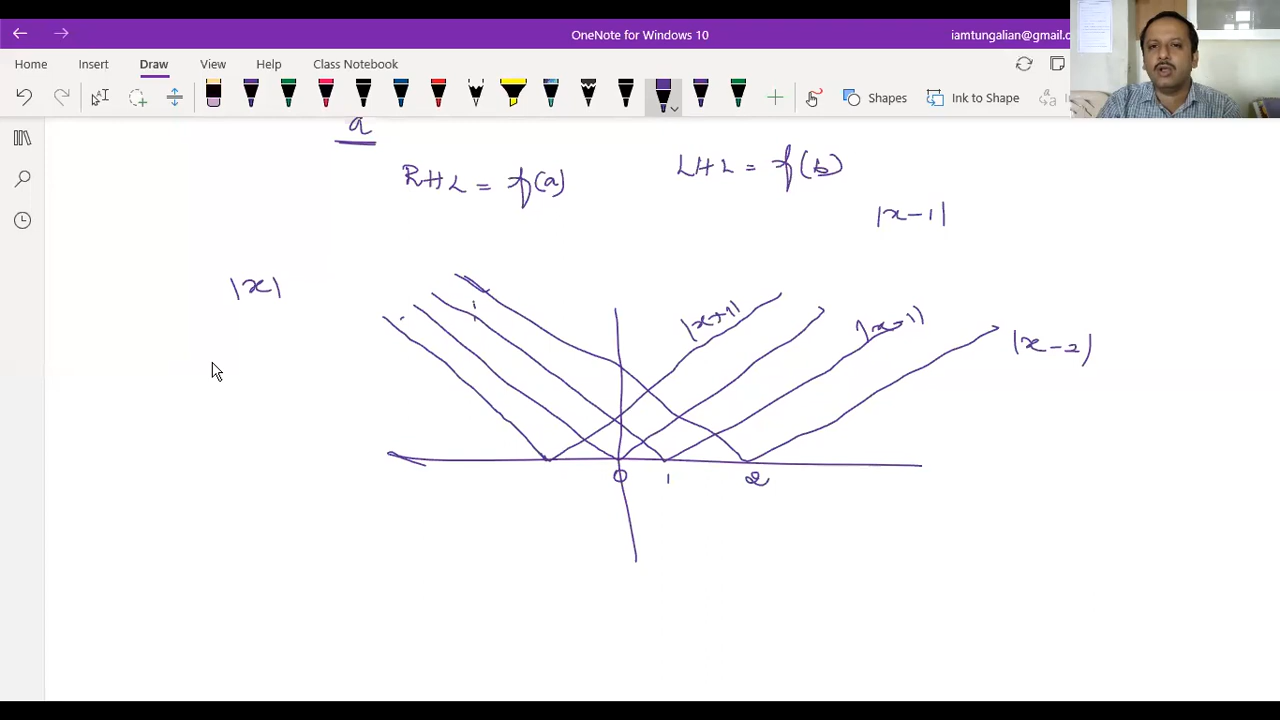 OneNote for Windows 10
iamtungalian@gmail.co
Home Insert Draw View Help Class Notebook
Shapes Ink to Shape
a
RHL = f(a) LHL = f(b)
|x-1|
|x|
|x+1| |x-1| |x-2|
0 1 2